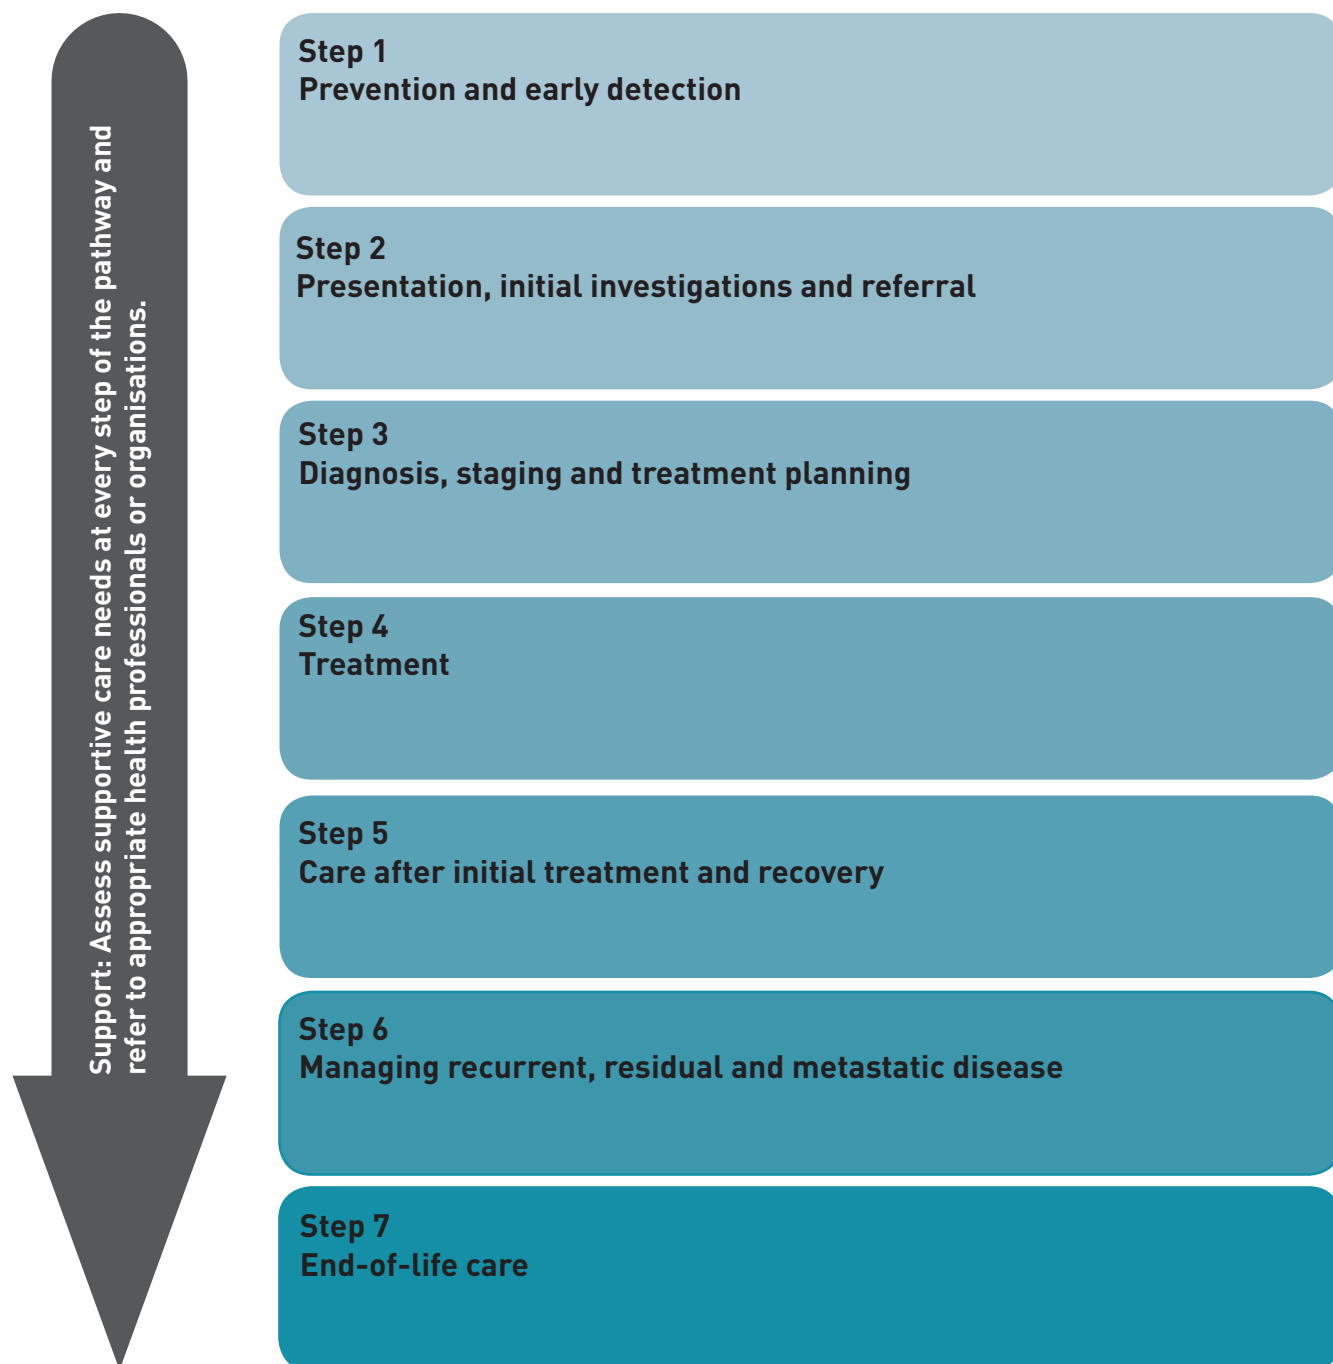 Support: Assess supportive care needs at every step of the pathway and
refer to appropriate health professionals or organisations.
Step 1
Prevention and early detection
Step 2
Presentation, initial investigations and referral
Step 3
Diagnosis, staging and treatment planning
Step 4
Treatment
Step 5
Care after initial treatment and recovery
Step 6
Managing recurrent, residual and metastatic disease
Step 7
End-of-life care